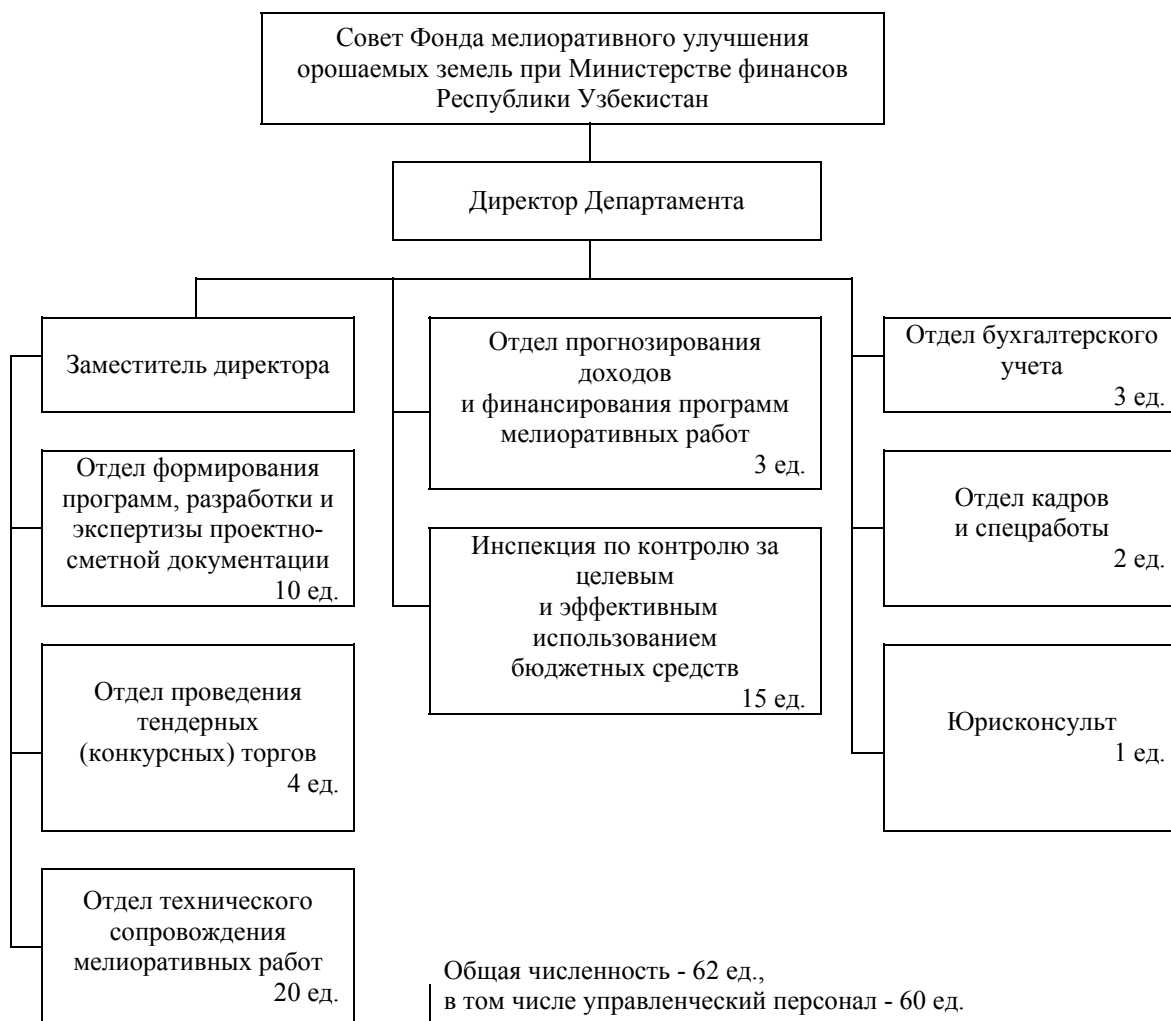 Совет Фонда мелиоративного улучшения
орошаемых земель при Министерстве финансов
Республики Узбекистан
Директор Департамента
Заместитель директора
Отдел формирования
программ, разработки и
экспертизы проектно-
сметной документации
10 ед.
Отдел проведения
тендерных
(конкурсных) торгов
4 ед.
Отдел технического
сопровождения
мелиоративных работ
20 ед.
Отдел прогнозирования
доходов
и финансирования программ
мелиоративных работ
3 ед.
Инспекция по контролю за
целевым
и эффективным
использованием
бюджетных средств
15 ед.
Отдел бухгалтерского
учета
3 ед.
Отдел кадров
и спецработы
2 ед.
Юрисконсульт
1 ед.
Общая численность - 62 ед.,
в том числе управленческий персонал - 60 ед.